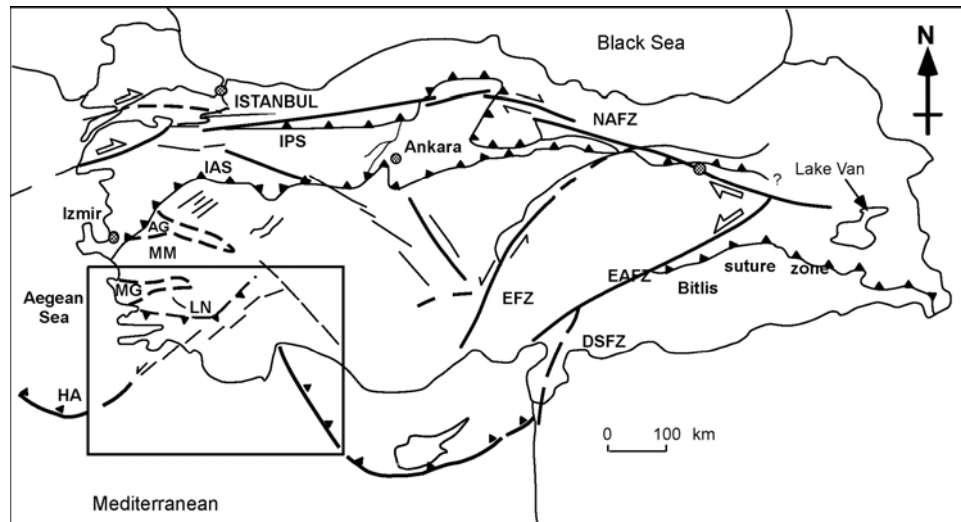 Black Sea
N
ISTANBUL
NAFZ
IPS
Ankara
IAS
Lake Van
?
Izmir
AG
MM
EAFZ
suture zone
Bitlis
MG
Aegean
Sea
LN
EFZ
DSFZ
HA
0 100 km
Mediterranean